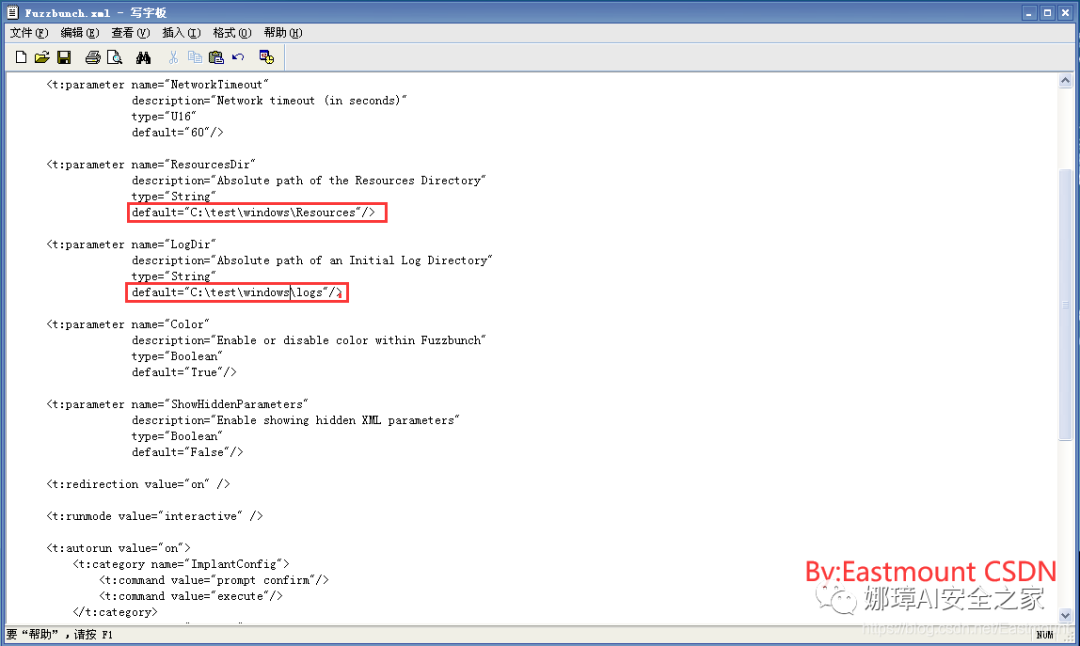 Fuzzbunch.xml - 写字板
文件(F) 编辑(E) 查看(V) 插入(I) 格式(O) 帮助(H)
<t:parameter name="NetworkTimeout"
description="Network timeout (in seconds)"
type="U16"
default="60"/>
<t:parameter name="ResourcesDir"
description="Absolute path of the Resources Directory"
type="String"
default="C:\test\windows\Resources"/>
<t:parameter name="LogDir"
description="Absolute path of an Initial Log Directory"
type="String"
default="C:\test\windows\logs"/>
<t:parameter name="Color"
description="Enable or disable color within Fuzzbunch"
type="Boolean"
default="True"/>
<t:parameter name="ShowHiddenParameters"
description="Enable showing hidden XML parameters"
type="Boolean"
default="False"/>
<t:redirection value="on" />
<t:runmode value="interactive" />
<t:autorun value="on">
<t:category name="ImplantConfig">
<t:command value="prompt confirm"/>
<t:command value="execute"/>
</t:category>
Bv:Eastmount CSDN
娜璋AI安全之家
https://blog.csdn.net/Eastmount
要“帮助”，请按 F1
NUM